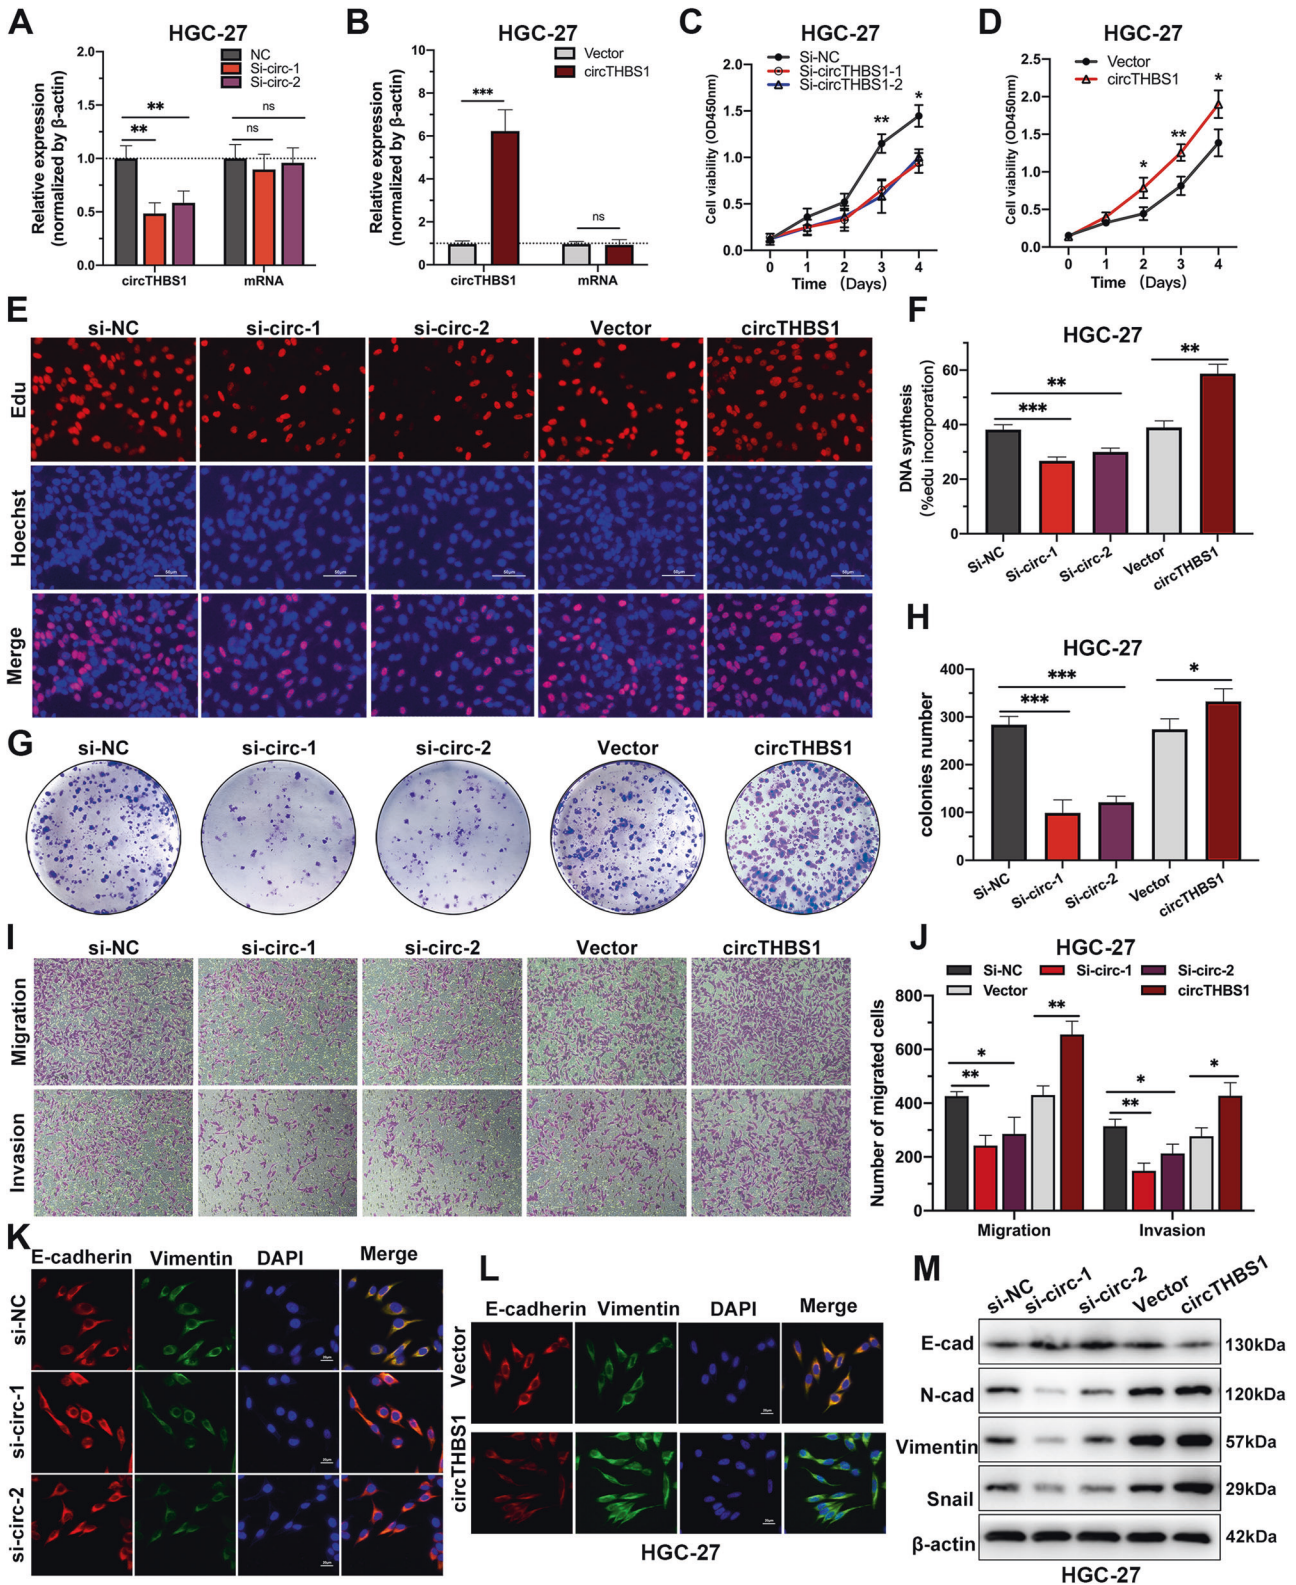 A
HGC-27
Relative expression
(normalized by β-actin)
2.0
1.5
1.0
0.5
0.0
NC
Si-circ-1
Si-circ-2
**
**
ns
ns
circTHBS1
mRNA
B
HGC-27
Relative expression
(normalized by β-actin)
10
8
6
4
2
1
0
Vector
circTHBS1
***
ns
circTHBS1
mRNA
C
HGC-27
Cell viability (OD450nm)
2.0
1.5
1.0
0.5
0.0
Si-NC
Si-circTHBS1-1
Si-circTHBS1-2
**
*
0 1 2 3 4
Time (Days)
D
HGC-27
Cell viability (OD450nm)
2.5
2.0
1.5
1.0
0.5
0.0
Vector
circTHBS1
*
**
*
0 1 2 3 4
Time (Days)
E
si-NC si-circ-1 si-circ-2 Vector circTHBS1
Edu
Hoechst
50μm 50μm 50μm 50μm 50μm
Merge
F
HGC-27
DNA synthesis
(%edu incorporation)
60
40
20
0
***
**
**
Si-NC Si-circ-1 Si-circ-2 Vector circTHBS1
G
si-NC si-circ-1 si-circ-2 Vector circTHBS1
H
HGC-27
colonies number
400
300
200
100
0
***
***
*
Si-NC Si-circ-1 Si-circ-2 Vector circTHBS1
I
si-NC si-circ-1 si-circ-2 Vector circTHBS1
Migration
Invasion
J
HGC-27
Si-NC Si-circ-1 Si-circ-2
Vector circTHBS1
Number of migrated cells
800
600
400
200
0
*
**
**
*
**
*
Migration Invasion
K
E-cadherin Vimentin DAPI Merge
si-NC
20μm
si-circ-1
20μm
si-circ-2
20μm
L
E-cadherin Vimentin DAPI Merge
Vector
20μm
circTHBS1
20μm
HGC-27
M
si-NC si-circ-1 si-circ-2 Vector circTHBS1
E-cad 130kDa
N-cad 120kDa
Vimentin 57kDa
Snail 29kDa
β-actin 42kDa
HGC-27